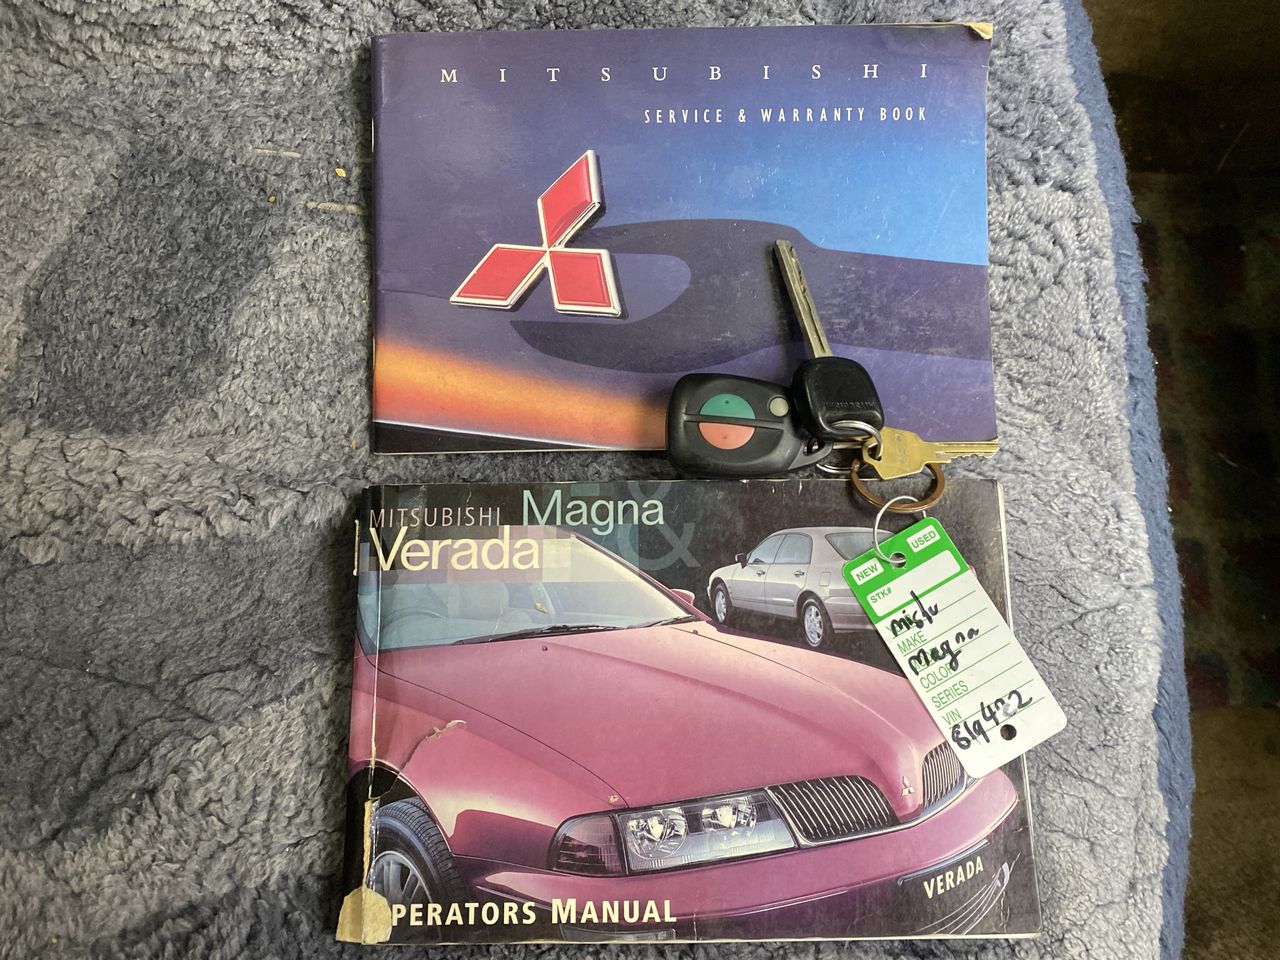 MITSUBISHI
SERVICE & WARRANTY BOOK
MITSUBISHI Magna
&
Verada
NEW USED
STK#
MAKE
Magna
COLOR
SERIES
VIN
VERADA
PERATORS MANUAL